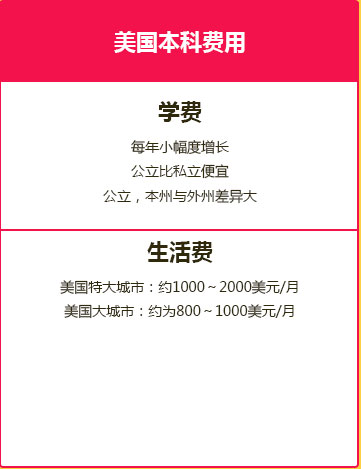 美国本科费用
学费
每年小幅度增长
公立比私立便宜
公立，本州与外州差异大
生活费
美国特大城市：约1000～2000美元/月
美国大城市：约为800～1000美元/月